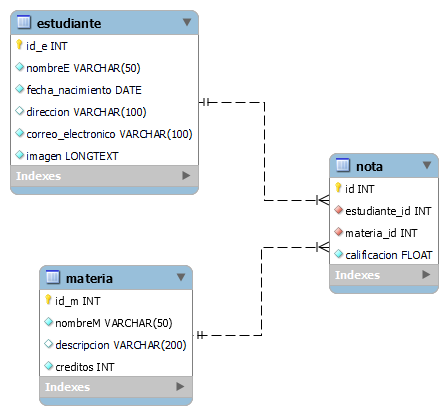 estudiante
id_e INT
nombreE VARCHAR(50)
fecha_nacimiento DATE
direccion VARCHAR(100)
correo_electronico VARCHAR(100)
imagen LONGTEXT
Indexes
nota
id INT
estudiante_id INT
materia_id INT
calificacion FLOAT
Indexes
materia
id_m INT
nombreM VARCHAR(50)
descripcion VARCHAR(200)
creditos INT
Indexes